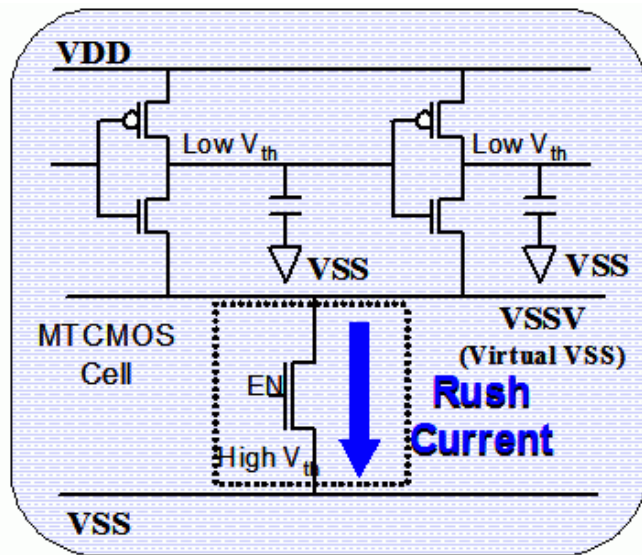 VDD
Low Vth
Low Vth
VSS
VSS
VSSV
(Virtual VSS)
MTCMOS
Cell
EN
Rush
Current
High Vth
VSS